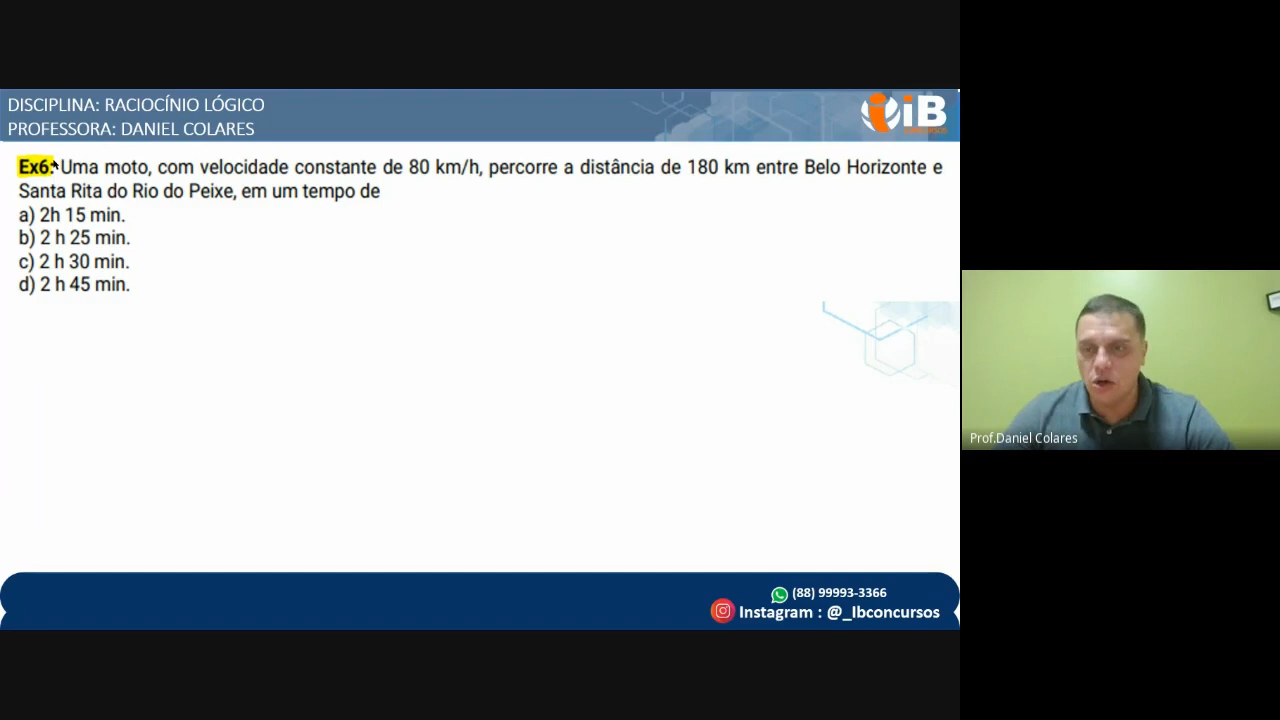 DISCIPLINA: RACIOCÍNIO LÓGICO
PROFESSORA: DANIEL COLARES
iB
Ex6: Uma moto, com velocidade constante de 80 km/h, percorre a distância de 180 km entre Belo Horizonte e
Santa Rita do Rio do Peixe, em um tempo de
a) 2h 15 min.
b) 2 h 25 min.
c) 2 h 30 min.
d) 2 h 45 min.
Prof.Daniel Colares
(88) 99993-3366
Instagram : @_Ibconcursos